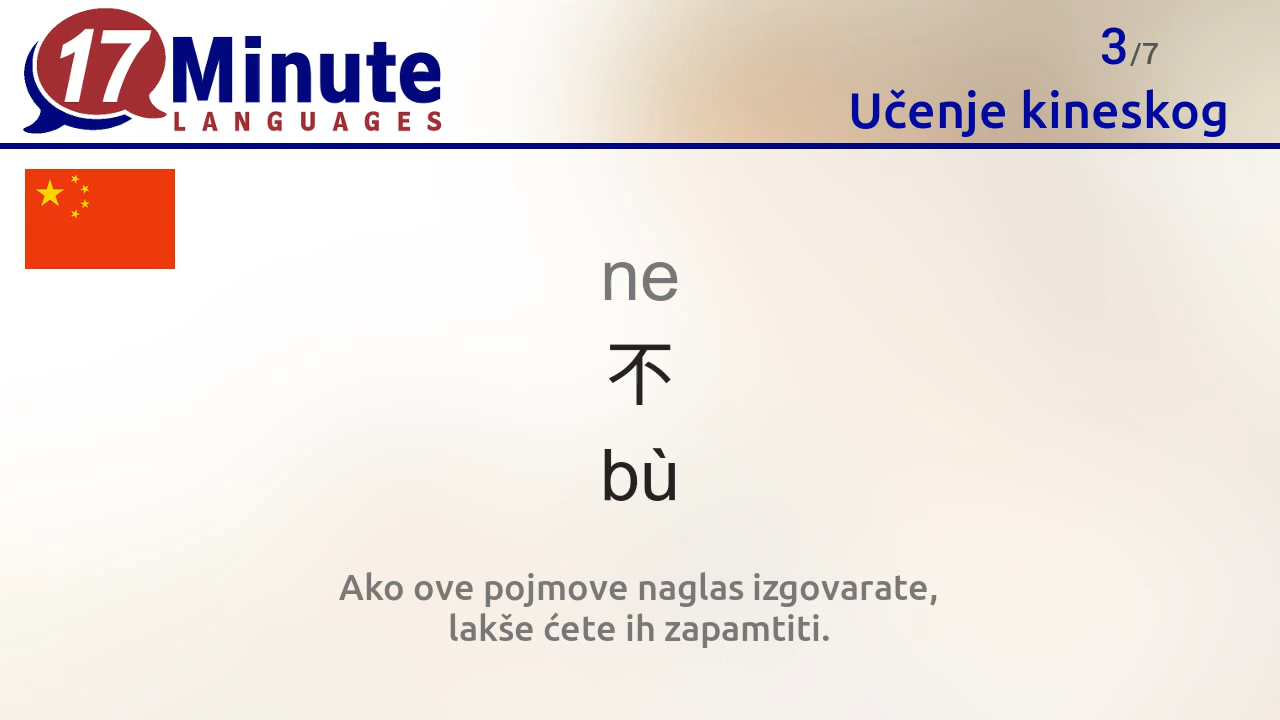 17 Minute
LANGUAGES
3/7
Učenje kineskog
ne
不
bù
Ako ove pojmove naglas izgovarate,
lakše ćete ih zapamtiti.